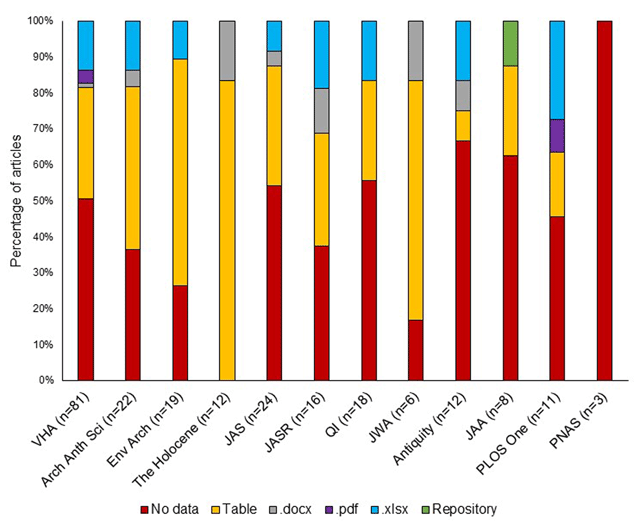 100%
90%
80%
70%
60%
50%
40%
30%
20%
10%
0%
Percentage of articles
VHA (n=81)
Arch Anth Sci (n=22)
Env Arch (n=19)
The Holocene (n=12)
JAS (n=24)
JASR (n=16)
QI (n=18)
JWA (n=6)
Antiquity (n=12)
JAA (n=8)
PLOS One (n=11)
PNAS (n=3)
No data Table .docx .pdf .xlsx Repository